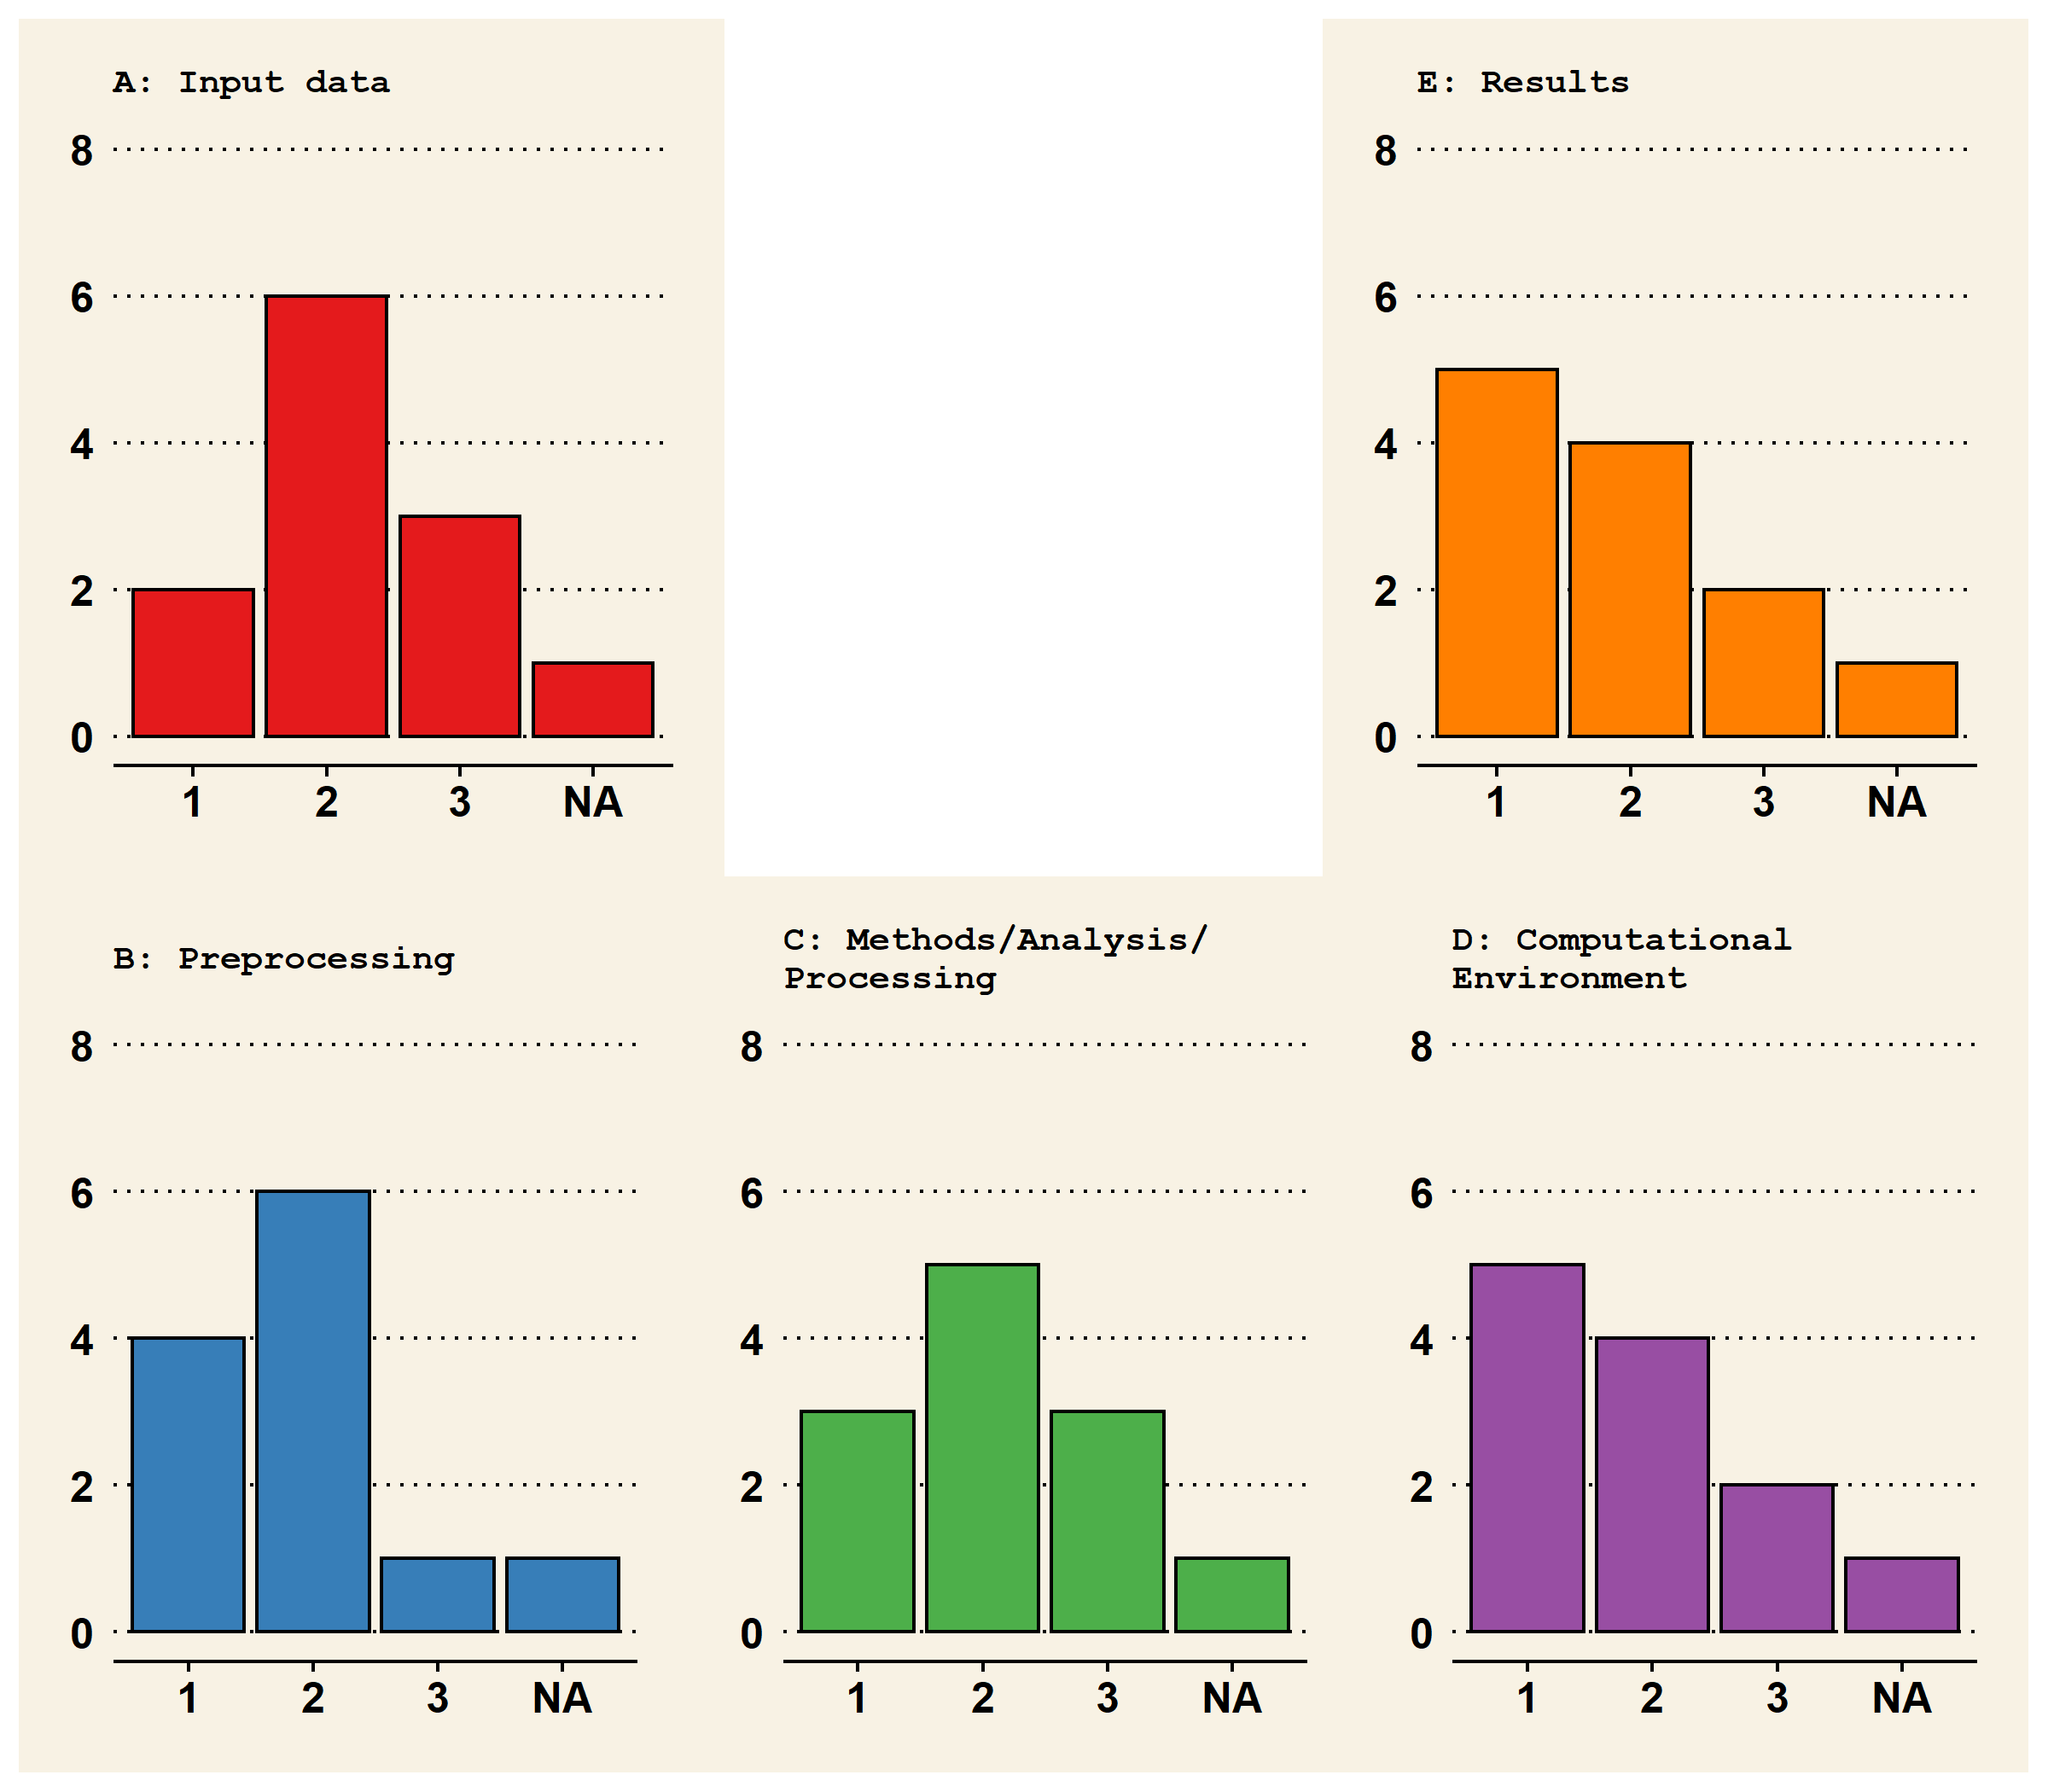 A: Input data
8
6
4
2
0
1 2 3 NA
E: Results
8
6
4
2
0
1 2 3 NA
B: Preprocessing
8
6
4
2
0
1 2 3 NA
C: Methods/Analysis/
Processing
8
6
4
2
0
1 2 3 NA
D: Computational
Environment
8
6
4
2
0
1 2 3 NA